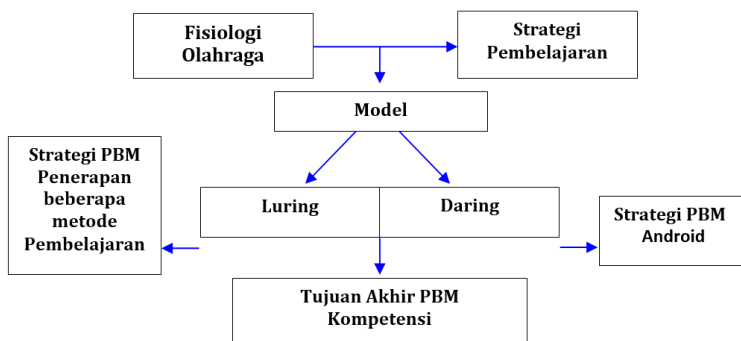 Fisiologi
Olahraga
Strategi
Pembelajaran
Model
Strategi PBM
Penerapan
beberapa
metode
Pembelajaran
Luring
Daring
Strategi PBM
Android
Tujuan Akhir PBM
Kompetensi